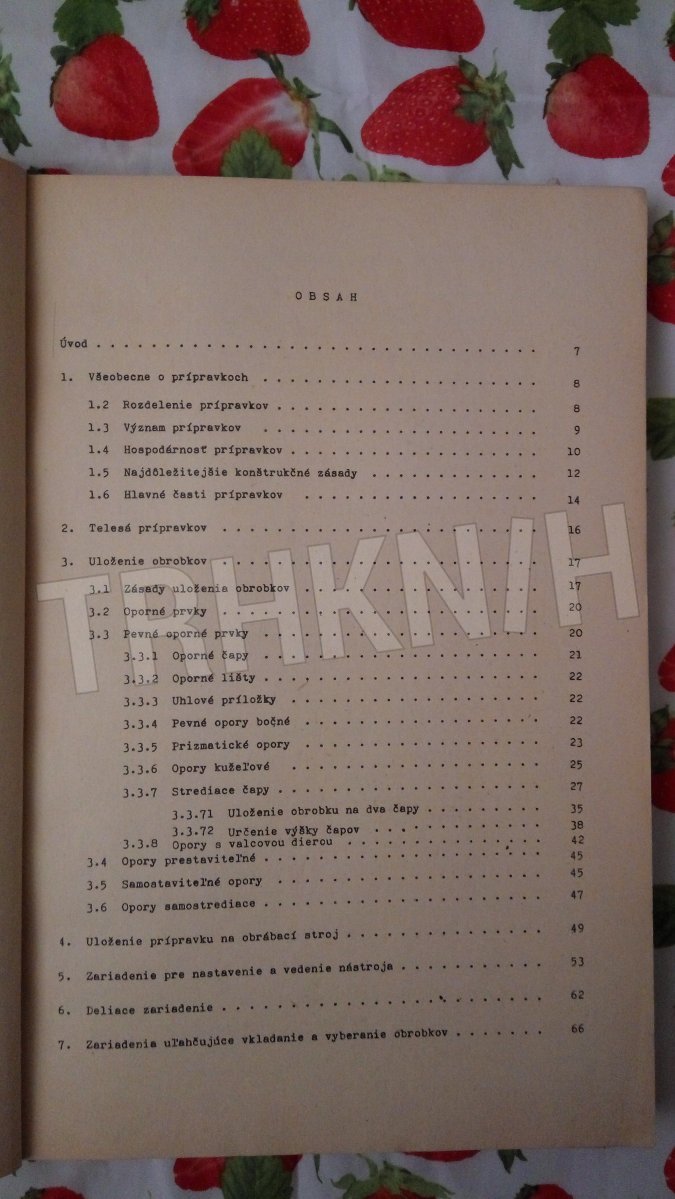 O B S A H
Úvod . . . . . . . . . . . . . . . . . . . . . . . . . . . . . . . . . 7
1. Všeobecne o prípravkoch . . . . . . . . . . . . . . . . . . . . . 8
1.2 Rozdelenie prípravkov . . . . . . . . . . . . . . . . . . . . 8
1.3 Význam prípravkov . . . . . . . . . . . . . . . . . . . . 9
1.4 Hospodárnosť prípravkov . . . . . . . . . . . . . . . . . . . 10
1.5 Najdôležitejšie konštrukčné zásady . . . . . . . . . . . . . 12
1.6 Hlavné časti prípravkov . . . . . . . . . . . . . . . . . . 14
2. Telesá prípravkov . . . . . . . . . . . . . . . . . . . . . . . . 16
3. Uloženie obrobkov . . . . . . . . . . . . . . . . . . . . . . . . 17
3.1 Zásady uloženia obrobkov . . . . . . . . . . . . . . . . . . 17
3.2 Oporné prvky . . . . . . . . . . . . . . . . . . . . . . . . 20
3.3 Pevné oporné prvky . . . . . . . . . . . . . . . . . . . . . 20
3.3.1 Oporné čapy . . . . . . . . . . . . . . . . . . . . . 21
3.3.2 Oporné lišty . . . . . . . . . . . . . . . . . . . . . 22
3.3.3 Uhlové príložky . . . . . . . . . . . . . . . . . . . 22
3.3.4 Pevné opory bočné . . . . . . . . . . . . . . . . . . 22
3.3.5 Prizmatické opory . . . . . . . . . . . . . . . . . . 23
3.3.6 Opory kužeľové . . . . . . . . . . . . . . . . . . . 25
3.3.7 Strediace čapy . . . . . . . . . . . . . . . . . . . . 27
3.3.71 Uloženie obrobku na dva čapy . . . . . . . . . 35
3.3.72 Určenie výšky čapov . . . . . . . . . . . . . 38
3.3.8 Opory s valcovou dierou . . . . . . . . . . . . . . . 42
3.4 Opory prestaviteľné . . . . . . . . . . . . . . . . . . . . . 45
3.5 Samostaviteľné opory . . . . . . . . . . . . . . . . . . . . 45
3.6 Opory samostrediace . . . . . . . . . . . . . . . . . . . . . 47
4. Uloženie prípravku na obrábací stroj . . . . . . . . . . . . . . . 49
5. Zariadenie pre nastavenie a vedenie nástroja . . . . . . . . . . . 53
6. Deliace zariadenie . . . . . . . . . . . . . . . . . . . . . . . . 62
7. Zariadenia uľahčujúce vkladanie a vyberanie obrobkov . . . . . . . 66
TRHKNÍH